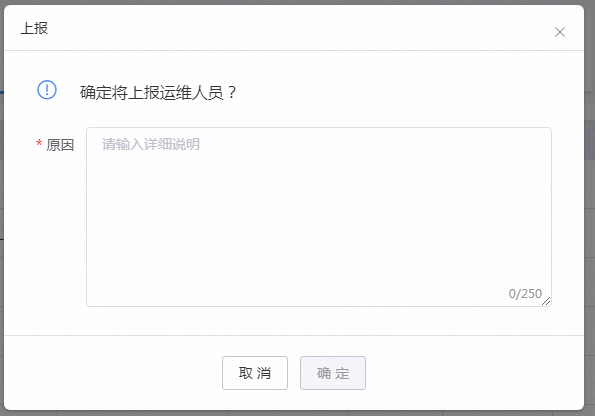 上报
确定将上报运维人员？
* 原因
请输入详细说明
0/250
取 消
确 定